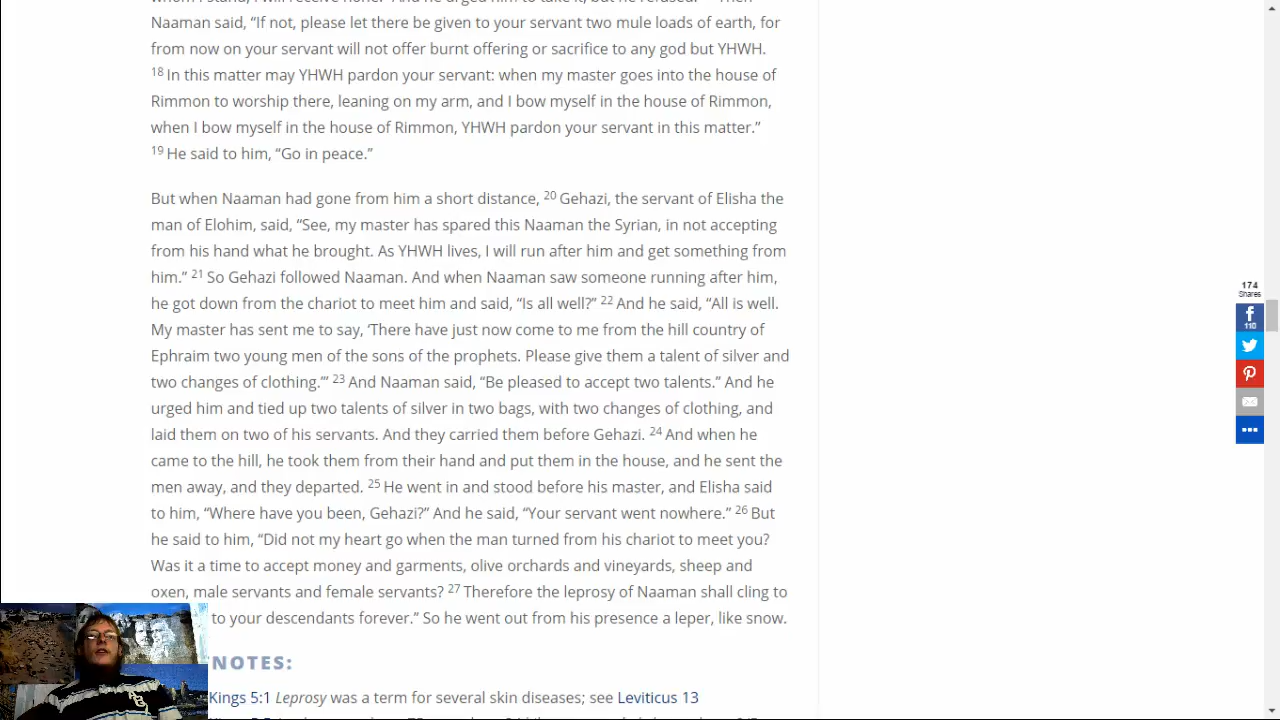 Naaman said, “If not, please let there be given to your servant two mule loads of earth, for
from now on your servant will not offer burnt offering or sacrifice to any god but YHWH.
18 In this matter may YHWH pardon your servant: when my master goes into the house of
Rimmon to worship there, leaning on my arm, and I bow myself in the house of Rimmon,
when I bow myself in the house of Rimmon, YHWH pardon your servant in this matter.”
19 He said to him, “Go in peace.”
But when Naaman had gone from him a short distance, 20 Gehazi, the servant of Elisha the
man of Elohim, said, “See, my master has spared this Naaman the Syrian, in not accepting
from his hand what he brought. As YHWH lives, I will run after him and get something from
him.” 21 So Gehazi followed Naaman. And when Naaman saw someone running after him,
he got down from the chariot to meet him and said, “Is all well?” 22 And he said, “All is well.
My master has sent me to say, ‘There have just now come to me from the hill country of
Ephraim two young men of the sons of the prophets. Please give them a talent of silver and
two changes of clothing.’” 23 And Naaman said, “Be pleased to accept two talents.” And he
urged him and tied up two talents of silver in two bags, with two changes of clothing, and
laid them on two of his servants. And they carried them before Gehazi. 24 And when he
came to the hill, he took them from their hand and put them in the house, and he sent the
men away, and they departed. 25 He went in and stood before his master, and Elisha said
to him, “Where have you been, Gehazi?” And he said, “Your servant went nowhere.” 26 But
he said to him, “Did not my heart go when the man turned from his chariot to meet you?
Was it a time to accept money and garments, olive orchards and vineyards, sheep and
oxen, male servants and female servants? 27 Therefore the leprosy of Naaman shall cling to
to your descendants forever.” So he went out from his presence a leper, like snow.
NOTES:
Kings 5:1 Leprosy was a term for several skin diseases; see Leviticus 13
174
Shares
110